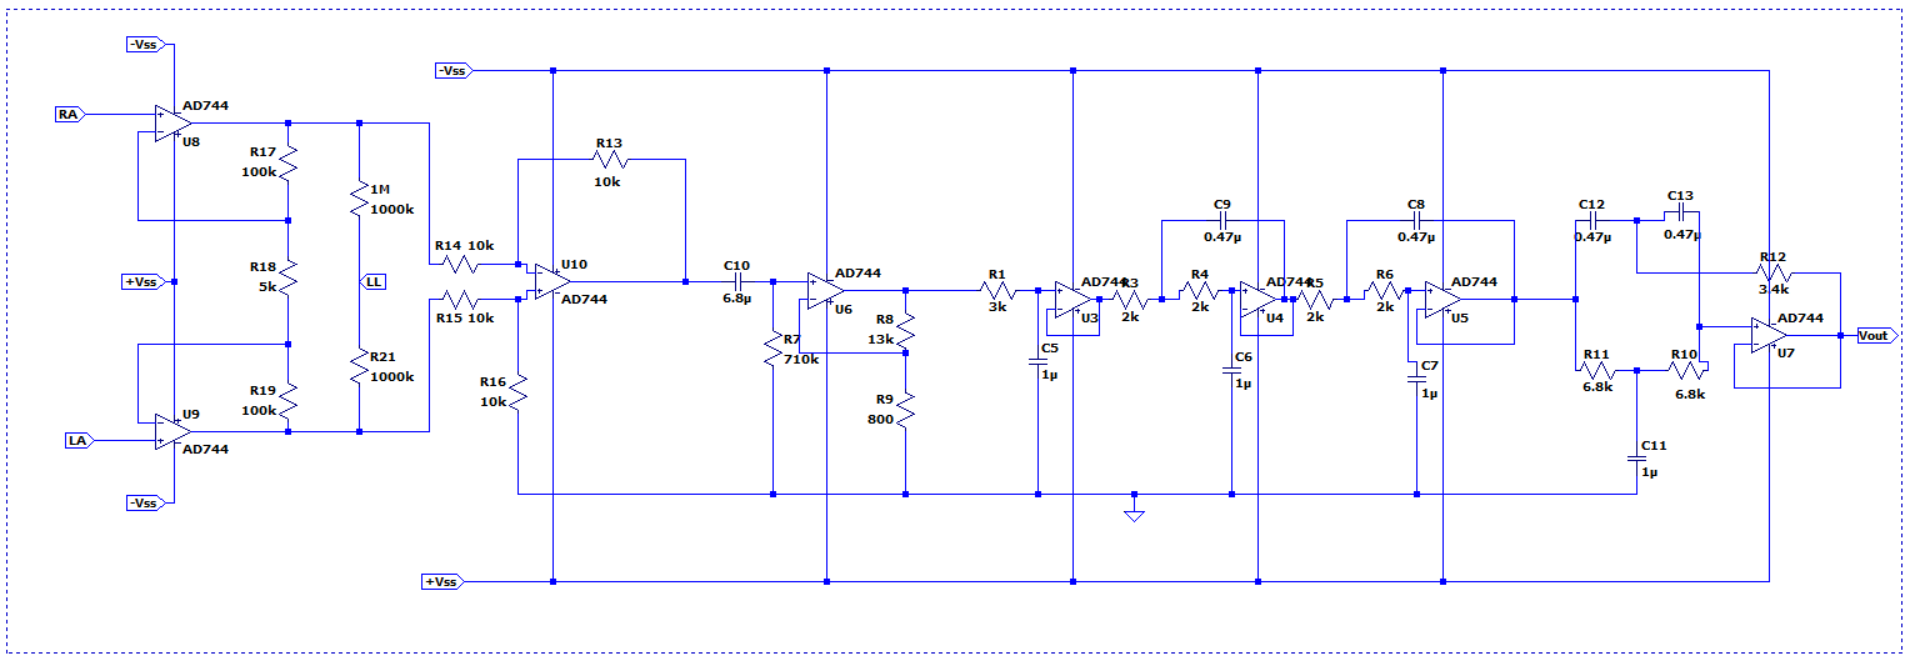 -Vss
RA
AD744
U8
R17
100k
1M
1000k
+Vss
R18
5k
LL
R19
100k
R21
1000k
U9
LA
AD744
-Vss
-Vss
R13
10k
R14 10k
U10
R15 10k
AD744
R16
10k
C10
6.8µ
AD744
U6
R7
710k
R8
13k
R9
800
R1
3k
AD744
U3
C5
1µ
R3
2k
C9
0.47µ
R4
2k
AD744
U4
C6
1µ
R5
2k
C8
0.47µ
R6
2k
AD744
U5
C7
1µ
C12
0.47µ
C13
0.47µ
R12
3.4k
R11
6.8k
R10
6.8k
AD744
U7
Vout
C11
1µ
+Vss